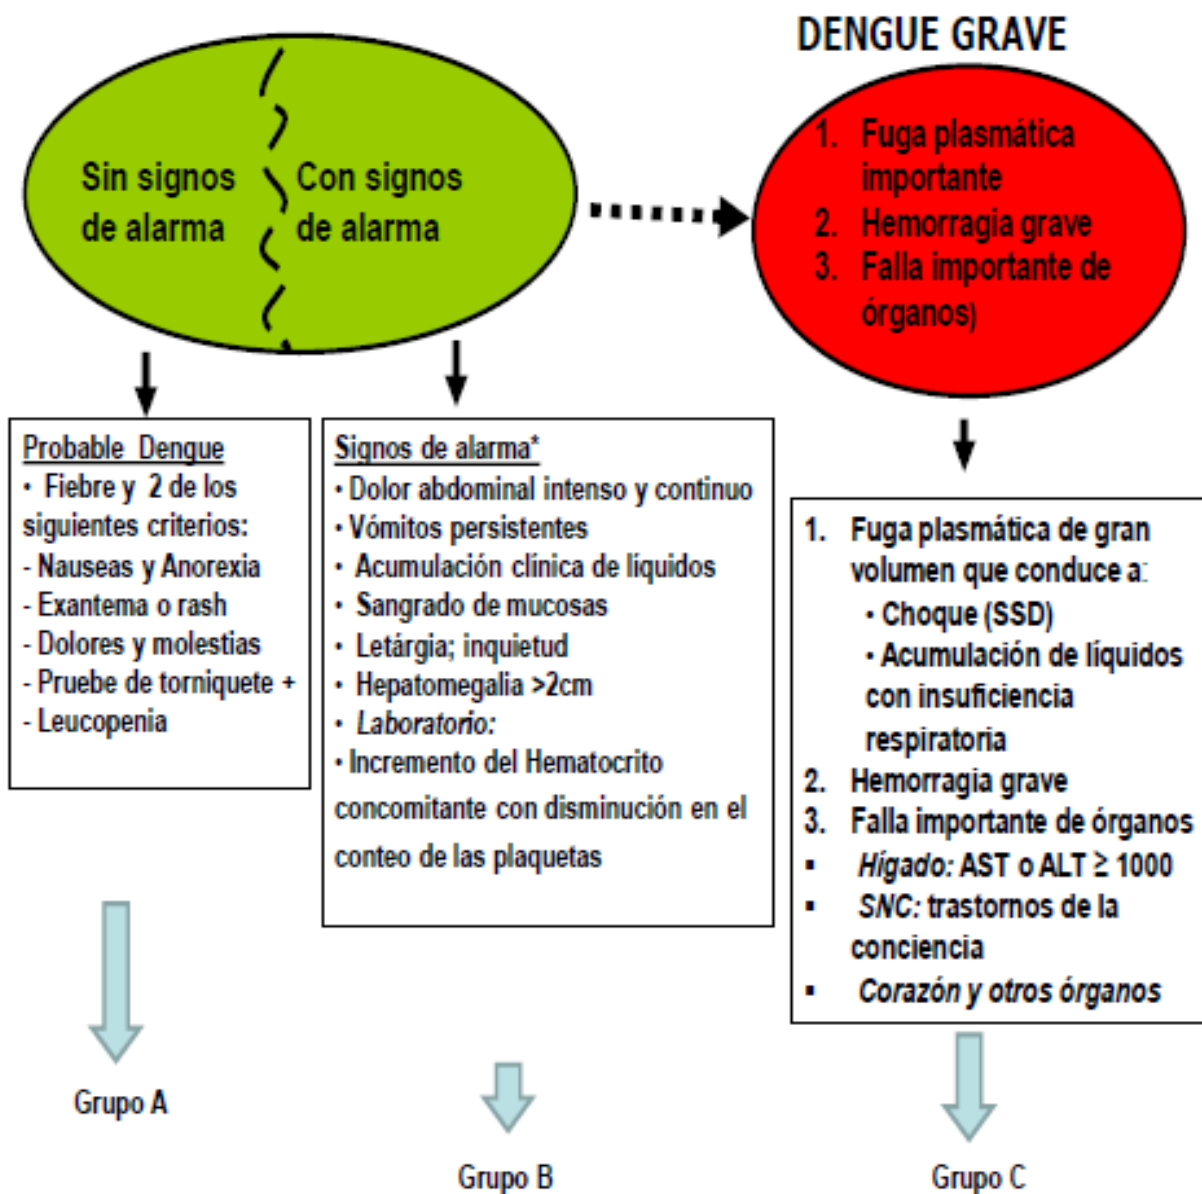 DENGUE GRAVE
Sin signos
de alarma
Con signos
de alarma
1. Fuga plasmática
importante
2. Hemorragia grave
3. Falla importante de
órganos)
Probable Dengue
• Fiebre y 2 de los
siguientes criterios:
- Nauseas y Anorexia
- Exantema o rash
- Dolores y molestias
- Pruebe de torniquete +
- Leucopenia
Signos de alarma*
• Dolor abdominal intenso y continuo
• Vómitos persistentes
• Acumulación clínica de líquidos
• Sangrado de mucosas
• Letárgia; inquietud
• Hepatomegalia >2cm
• Laboratorio:
• Incremento del Hematocrito
concomitante con disminución en el
conteo de las plaquetas
1. Fuga plasmática de gran
volumen que conduce a:
• Choque (SSD)
• Acumulación de líquidos
con insuficiencia
respiratoria
2. Hemorragia grave
3. Falla importante de órganos
▪ Hígado: AST o ALT ≥ 1000
▪ SNC: trastornos de la
conciencia
▪ Corazón y otros órganos
Grupo A
Grupo B
Grupo C